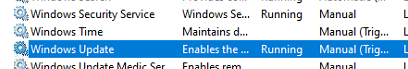 Windows Security Service Windows Se... Running Manual
Windows Time Maintains d... Manual (Trig...
Windows Update Enables the ... Running Manual (Trig...
Windows Update Medic Ser Enables rem Manual